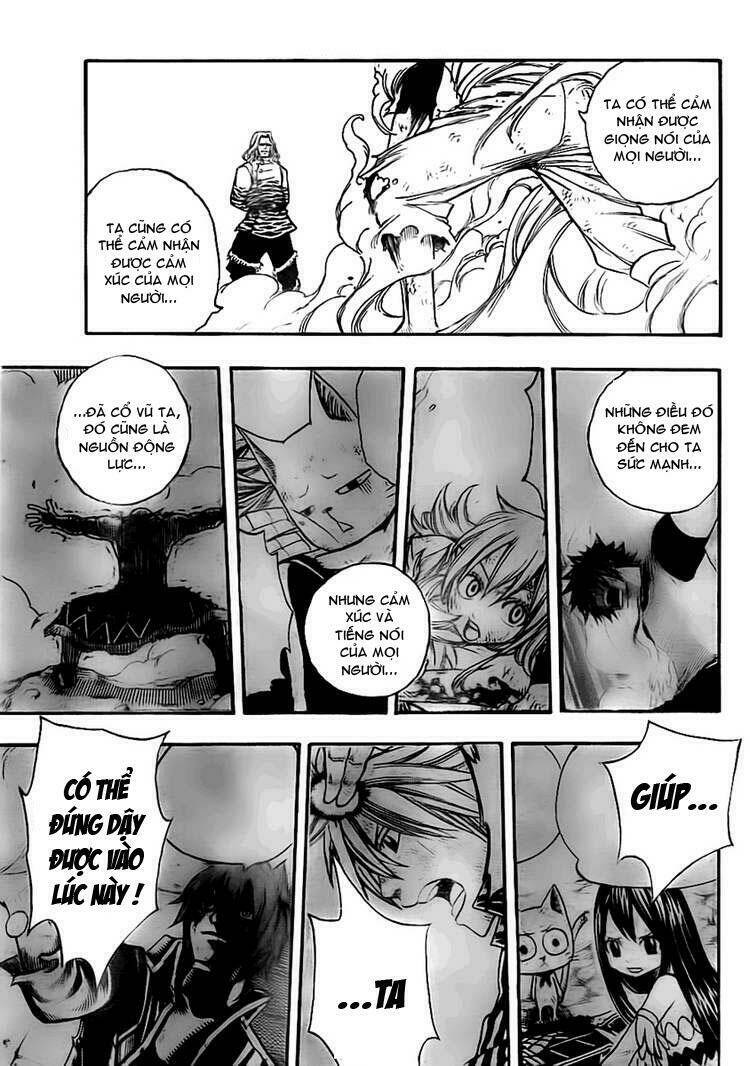 TA CÓ THỂ CẢM
NHẬN ĐƯỢC
GIỌNG NÓI CỦA
MỌI NGƯỜI...
TA CŨNG CÓ
THỂ CẢM NHẬN
ĐƯỢC CẢM
XÚC CỦA MỌI
NGƯỜI...
NHỮNG ĐIỀU ĐÓ
KHÔNG ĐEM
ĐẾN CHO TA
SỨC MẠNH...
NHƯNG CẢM
XÚC VÀ
TIẾNG NÓI
CỦA MỌI
NGƯỜI...
...ĐÃ CỔ VŨ TA,
ĐÓ CŨNG LÀ
NGUỒN ĐỘNG
LỰC...
GIÚP...
...TA
CÓ THỂ
ĐỨNG DẬY
ĐƯỢC VÀO
LÚC NÀY !